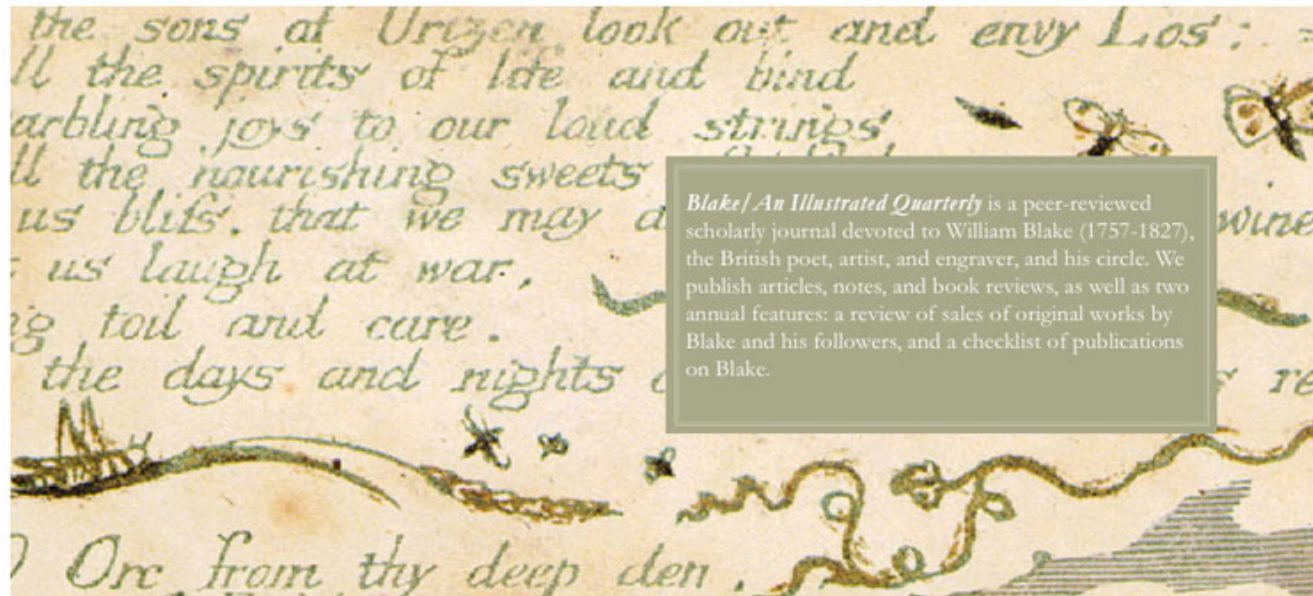 the sons of Urizen look out and envy Los:
ll the spirits of life and bind
arbling joys to our loud strings
ll the nourishing sweets
us bliſs. that we may d
wine
us laugh at war,
g toil and care.
the days and nights
s re
Orc from thy deep den.
Blake/An Illustrated Quarterly is a peer-reviewed
scholarly journal devoted to William Blake (1757-1827),
the British poet, artist, and engraver, and his circle. We
publish articles, notes, and book reviews, as well as two
annual features: a review of sales of original works by
Blake and his followers, and a checklist of publications
on Blake.